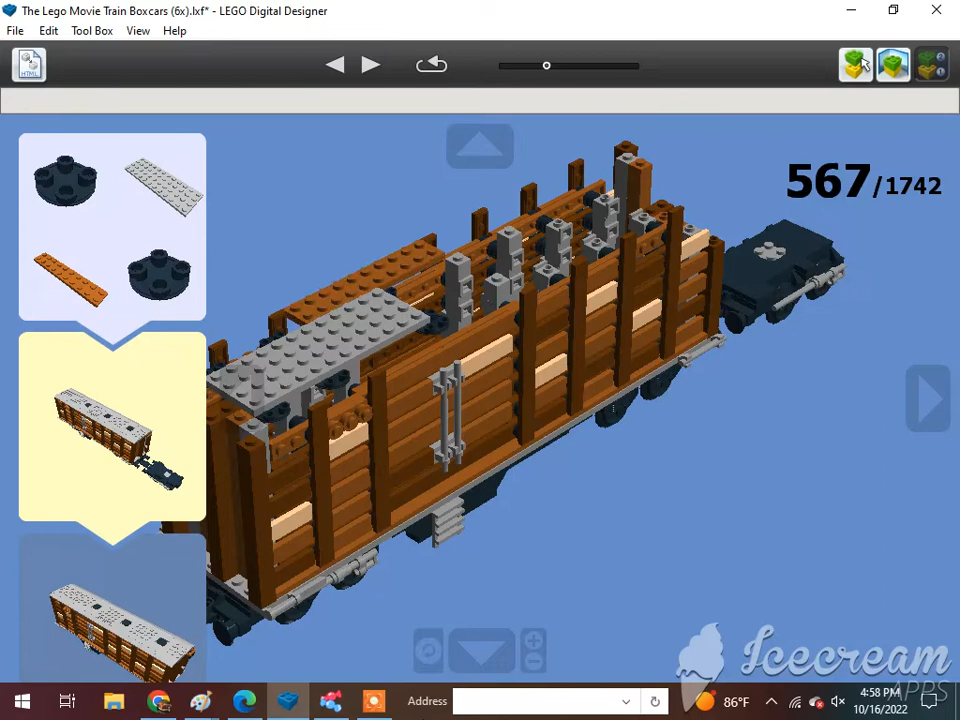 The Lego Movie Train Boxcars (6x).lxf* - LEGO Digital Designer
File Edit Tool Box View Help
HTML
567/1742
Icecream
APPS
Address
86°F
4:58 PM
10/16/2022